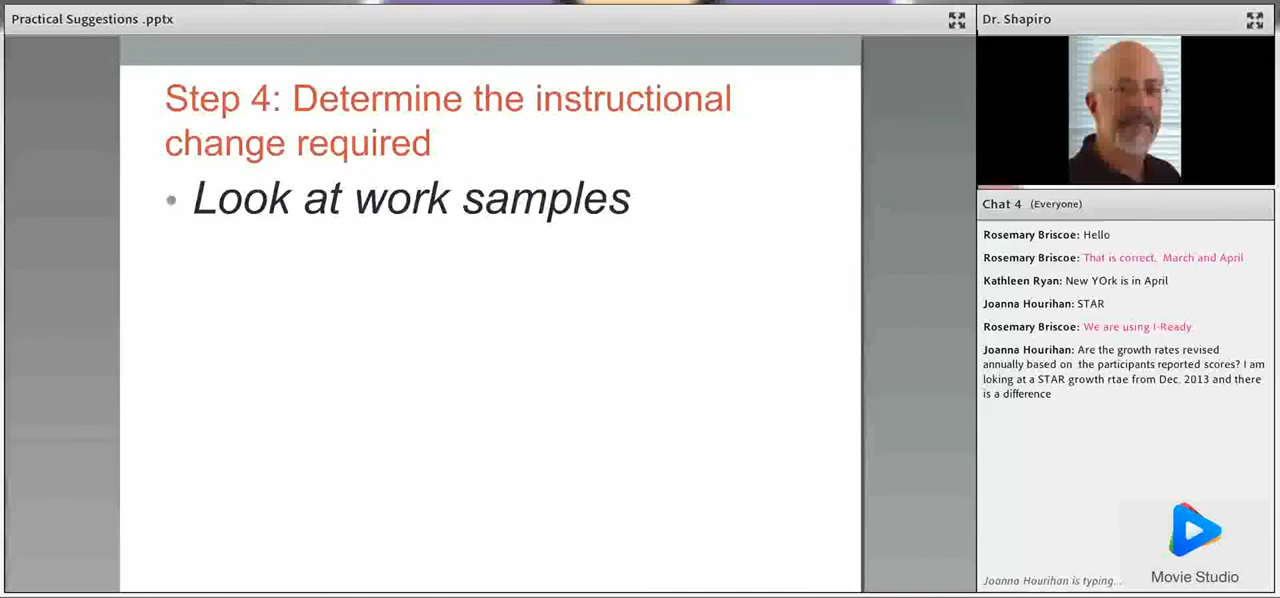 Practical Suggestions .pptx
Step 4: Determine the instructional
change required
• Look at work samples
Dr. Shapiro
Chat 4 (Everyone)
Rosemary Briscoe: Hello
Rosemary Briscoe: That is correct. March and April
Kathleen Ryan: New YOrk is in April
Joanna Hourihan: STAR
Rosemary Briscoe: We are using I-Ready
Joanna Hourihan: Are the growth rates revised
annually based on the participants reported scores? I am
loking at a STAR growth rtae from Dec. 2013 and there
is a difference
Joanna Hourihan is typing...
Movie Studio